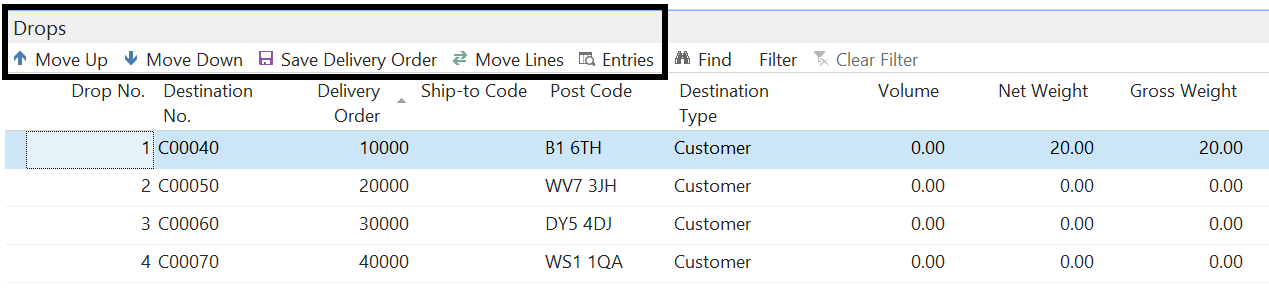 Drops
Move Up Move Down Save Delivery Order Move Lines Entries Find Filter Clear Filter
Drop No. Destination No. Delivery Order Ship-to Code Post Code Destination Type Volume Net Weight Gross Weight
1 C00040 10000 B1 6TH Customer 0.00 20.00 20.00
2 C00050 20000 WV7 3JH Customer 0.00 0.00 0.00
3 C00060 30000 DY5 4DJ Customer 0.00 0.00 0.00
4 C00070 40000 WS1 1QA Customer 0.00 0.00 0.00